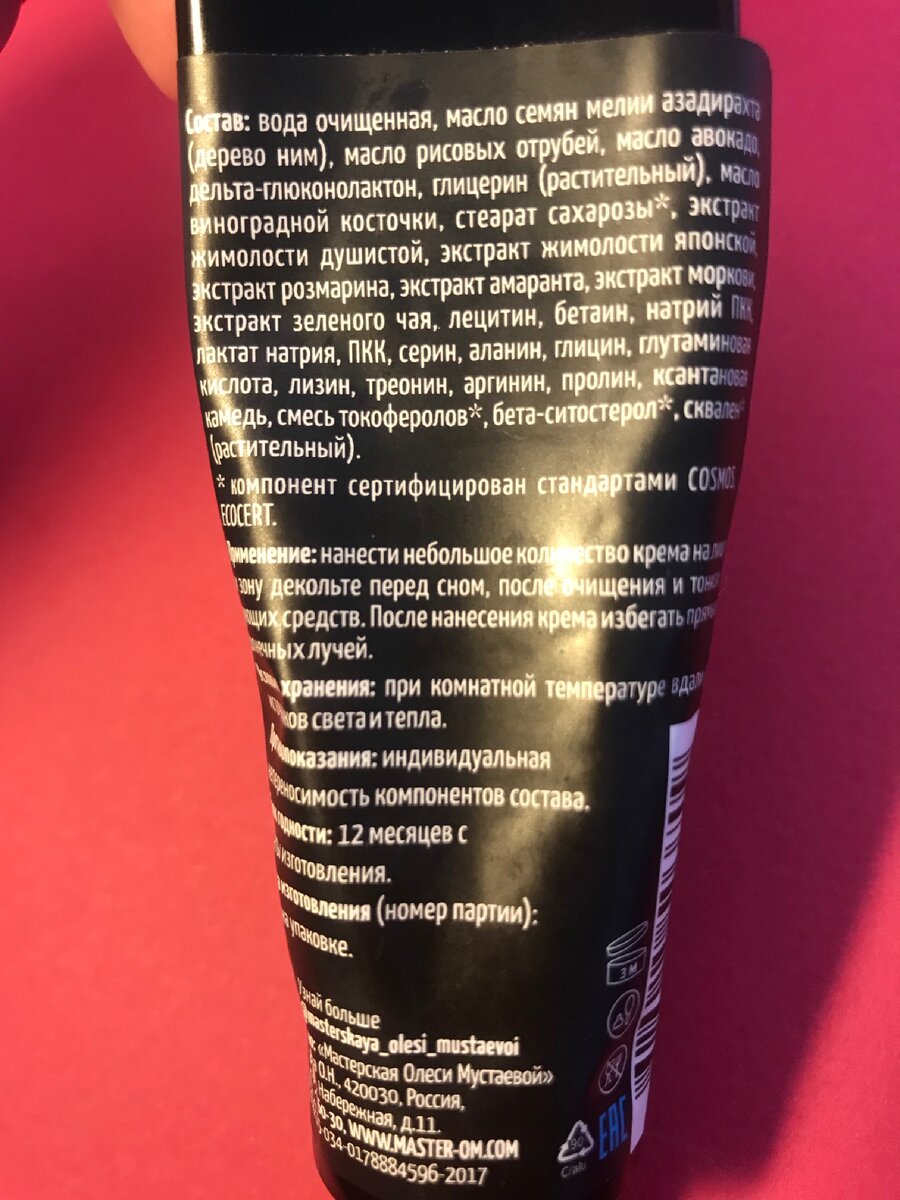 Состав: вода очищенная, масло семян мелии азадирахта
(дерево ним), масло рисовых отрубей, масло авокадо,
дельта-глюконолактон, глицерин (растительный), масло
виноградной косточки, стеарат сахарозы*, экстракт
жимолости душистой, экстракт жимолости японской,
экстракт розмарина, экстракт амаранта, экстракт моркови,
экстракт зеленого чая, лецитин, бетаин, натрий ПКК,
лактат натрия, ПКК, серин, аланин, глицин, глутаминовая
кислота, лизин, треонин, аргинин, пролин, ксантановая
камедь, смесь токоферолов*, бета-ситостерол*, сквален*
(растительный).
* компонент сертифицирован стандартами COSMOS
ECOCERT.
Применение: нанести небольшое количество крема на
зону декольте перед сном, после очищения и
средств. После нанесения крема избегать
лучей.
хранения: при комнатной температуре вдали
света и тепла.
индивидуальная
компонентов состава.
12 месяцев с
изготовления.
изготовления (номер партии):
упаковке.
Узнай больше
@masterskaya_olesi_mustaevoi
«Мастерская Олеси Мустаевой»
О.Н., 420030, Россия,
Набережная, д.11.
WWW.MASTER-OM.COM
034-0178884596-2017
3 M
90
C/alu
EAC